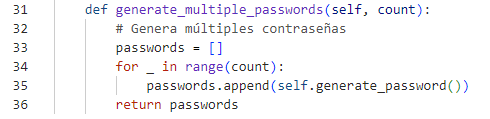 31 def generate_multiple_passwords(self, count):
32 # Genera múltiples contraseñas
33 passwords = []
34 for _ in range(count):
35 passwords.append(self.generate_password())
36 return passwords